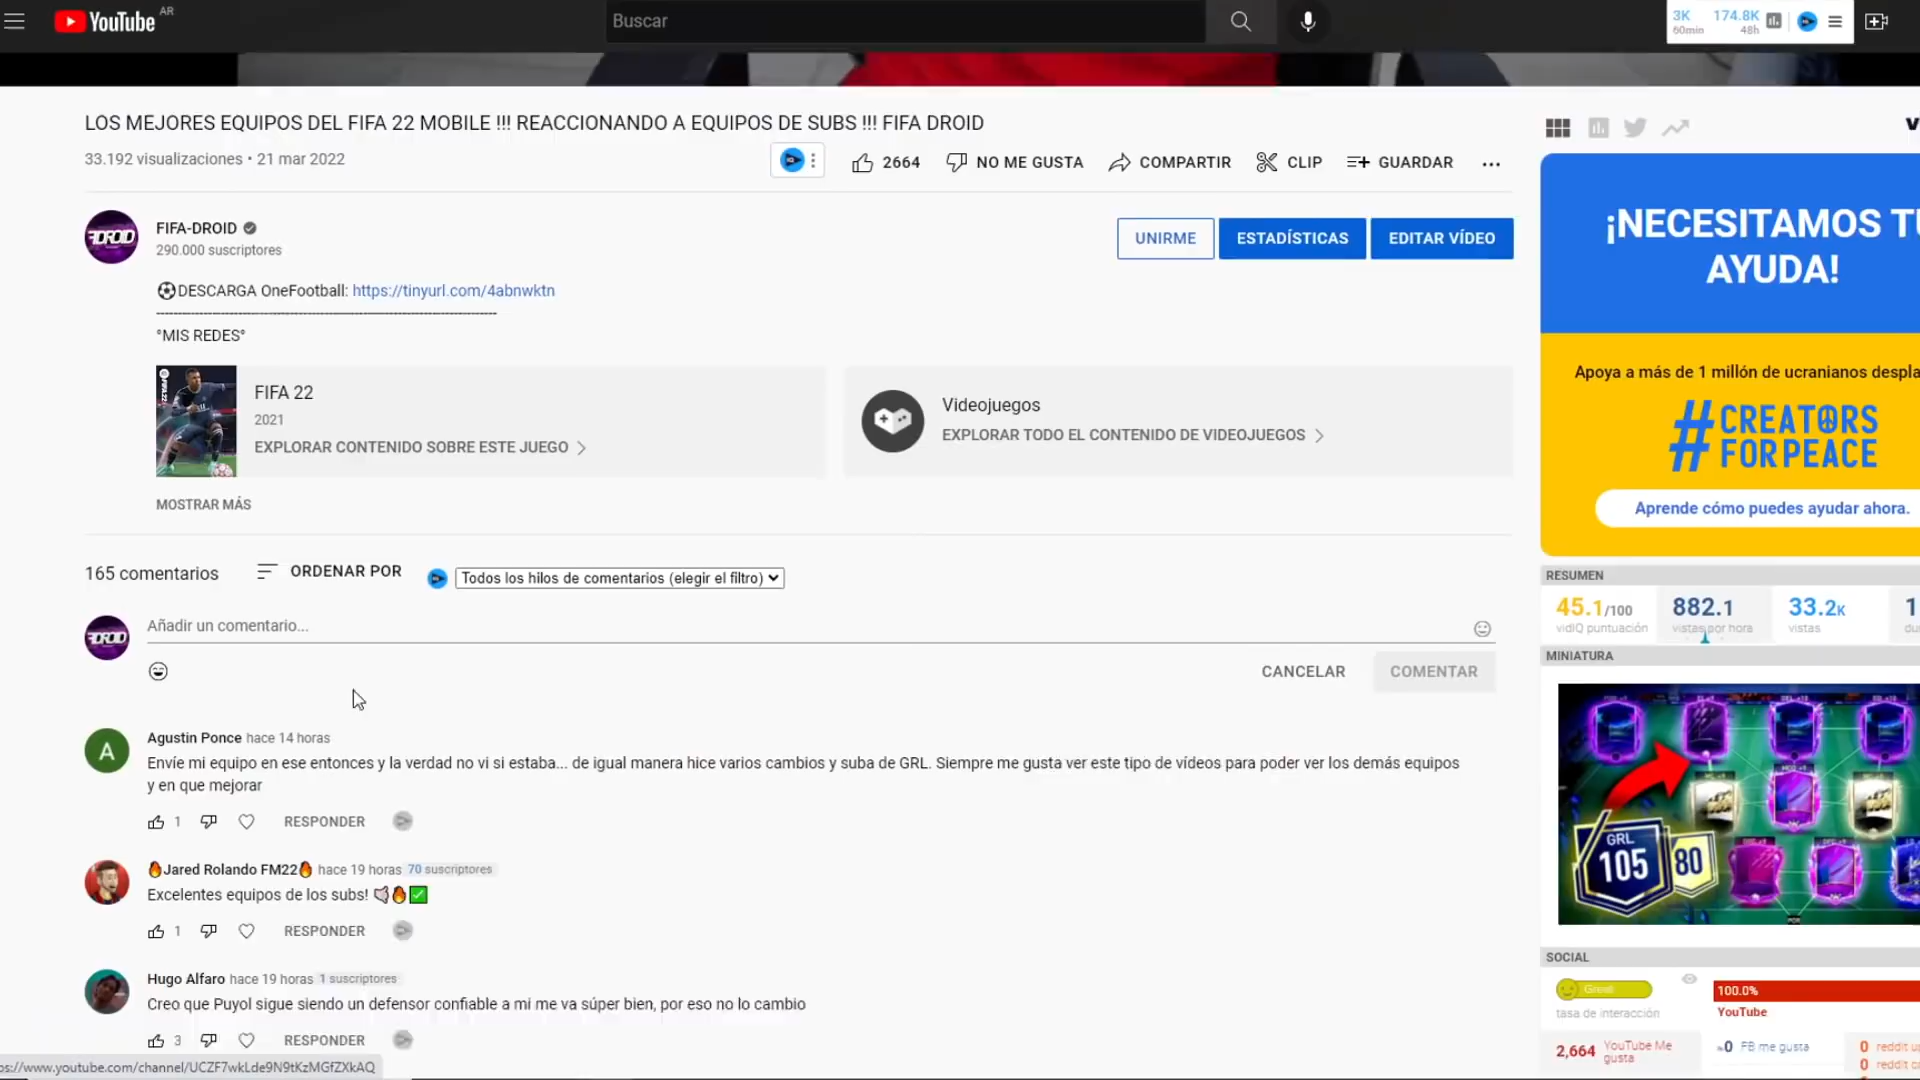 YouTube AR
Buscar
3K 174.8K
60min 48h
LOS MEJORES EQUIPOS DEL FIFA 22 MOBILE !!! REACCIONANDO A EQUIPOS DE SUBS !!! FIFA DROID
33.192 visualizaciones • 21 mar 2022
2664 NO ME GUSTA COMPARTIR CLIP GUARDAR
FIFA-DROID
290.000 suscriptores
UNIRME ESTADÍSTICAS EDITAR VÍDEO
⚽DESCARGA OneFootball: https://tinyurl.com/4abnwktn
°MIS REDES°
FIFA 22
2021
EXPLORAR CONTENIDO SOBRE ESTE JUEGO
Videojuegos
EXPLORAR TODO EL CONTENIDO DE VIDEOJUEGOS
MOSTRAR MÁS
165 comentarios ORDENAR POR Todos los hilos de comentarios (elegir el filtro)
Añadir un comentario...
CANCELAR COMENTAR
A
Agustin Ponce hace 14 horas
Envíe mi equipo en ese entonces y la verdad no vi si estaba... de igual manera hice varios cambios y suba de GRL. Siempre me gusta ver este tipo de vídeos para poder ver los demás equipos
y en que mejorar
1 RESPONDER
🔥Jared Rolando FM22🔥 hace 19 horas 70 suscriptores
Excelentes equipos de los subs! 🔥✅
1 RESPONDER
Hugo Alfaro hace 19 horas 1 suscriptores
Creo que Puyol sigue siendo un defensor confiable a mi me va súper bien, por eso no lo cambio
3 RESPONDER
ps://www.youtube.com/channel/UCZF7wkLde9N9tKzMGfZXkAQ
¡NECESITAMOS TU
AYUDA!
Apoya a más de 1 millón de ucranianos despla
#CREATORS
FORPEACE
Aprende cómo puedes ayudar ahora.
RESUMEN
45.1/100 882.1 33.2K 1
vidIQ puntuación vistas por hora vistas du
MINIATURA
GRL
105 80
SOCIAL
Great 100.0%
tasa de interacción YouTube
2,664 YouTube Me gusta 0 FB me gusta 0 reddit u
0 reddit c